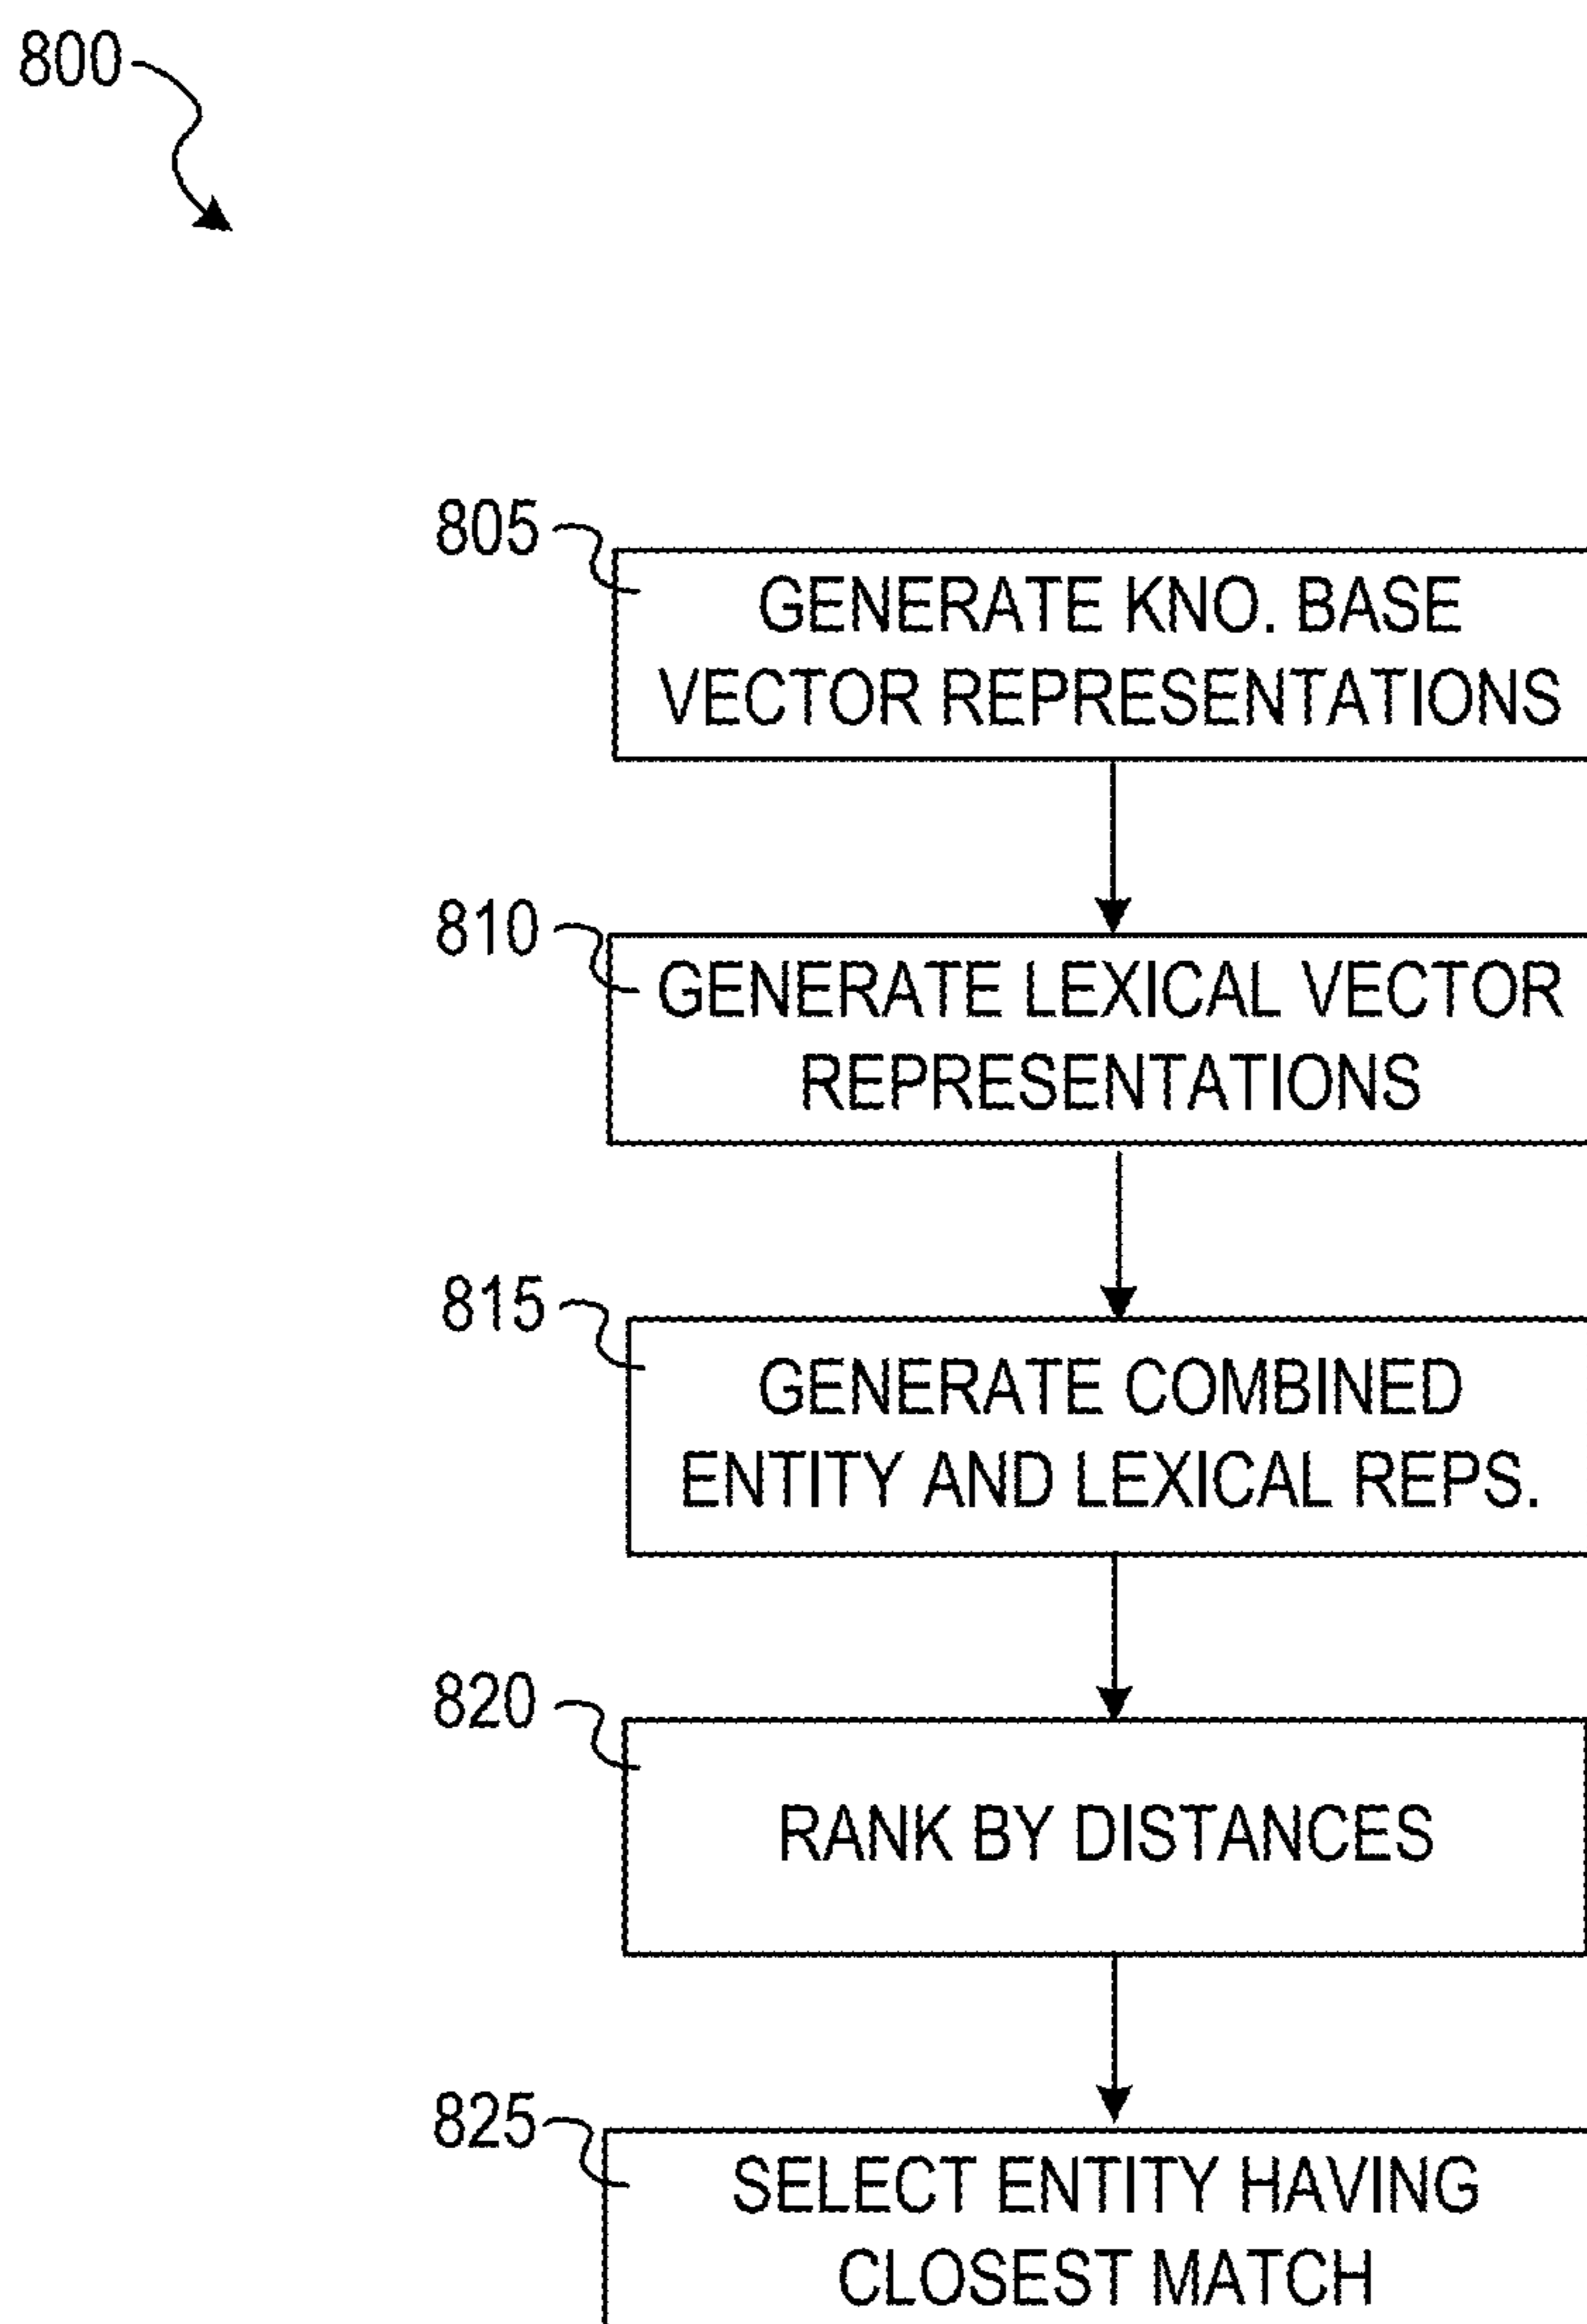 800
805
GENERATE KNO. BASE
VECTOR REPRESENTATIONS
810
GENERATE LEXICAL VECTOR
REPRESENTATIONS
815
GENERATE COMBINED
ENTITY AND LEXICAL REPS.
820
RANK BY DISTANCES
825
SELECT ENTITY HAVING
CLOSEST MATCH